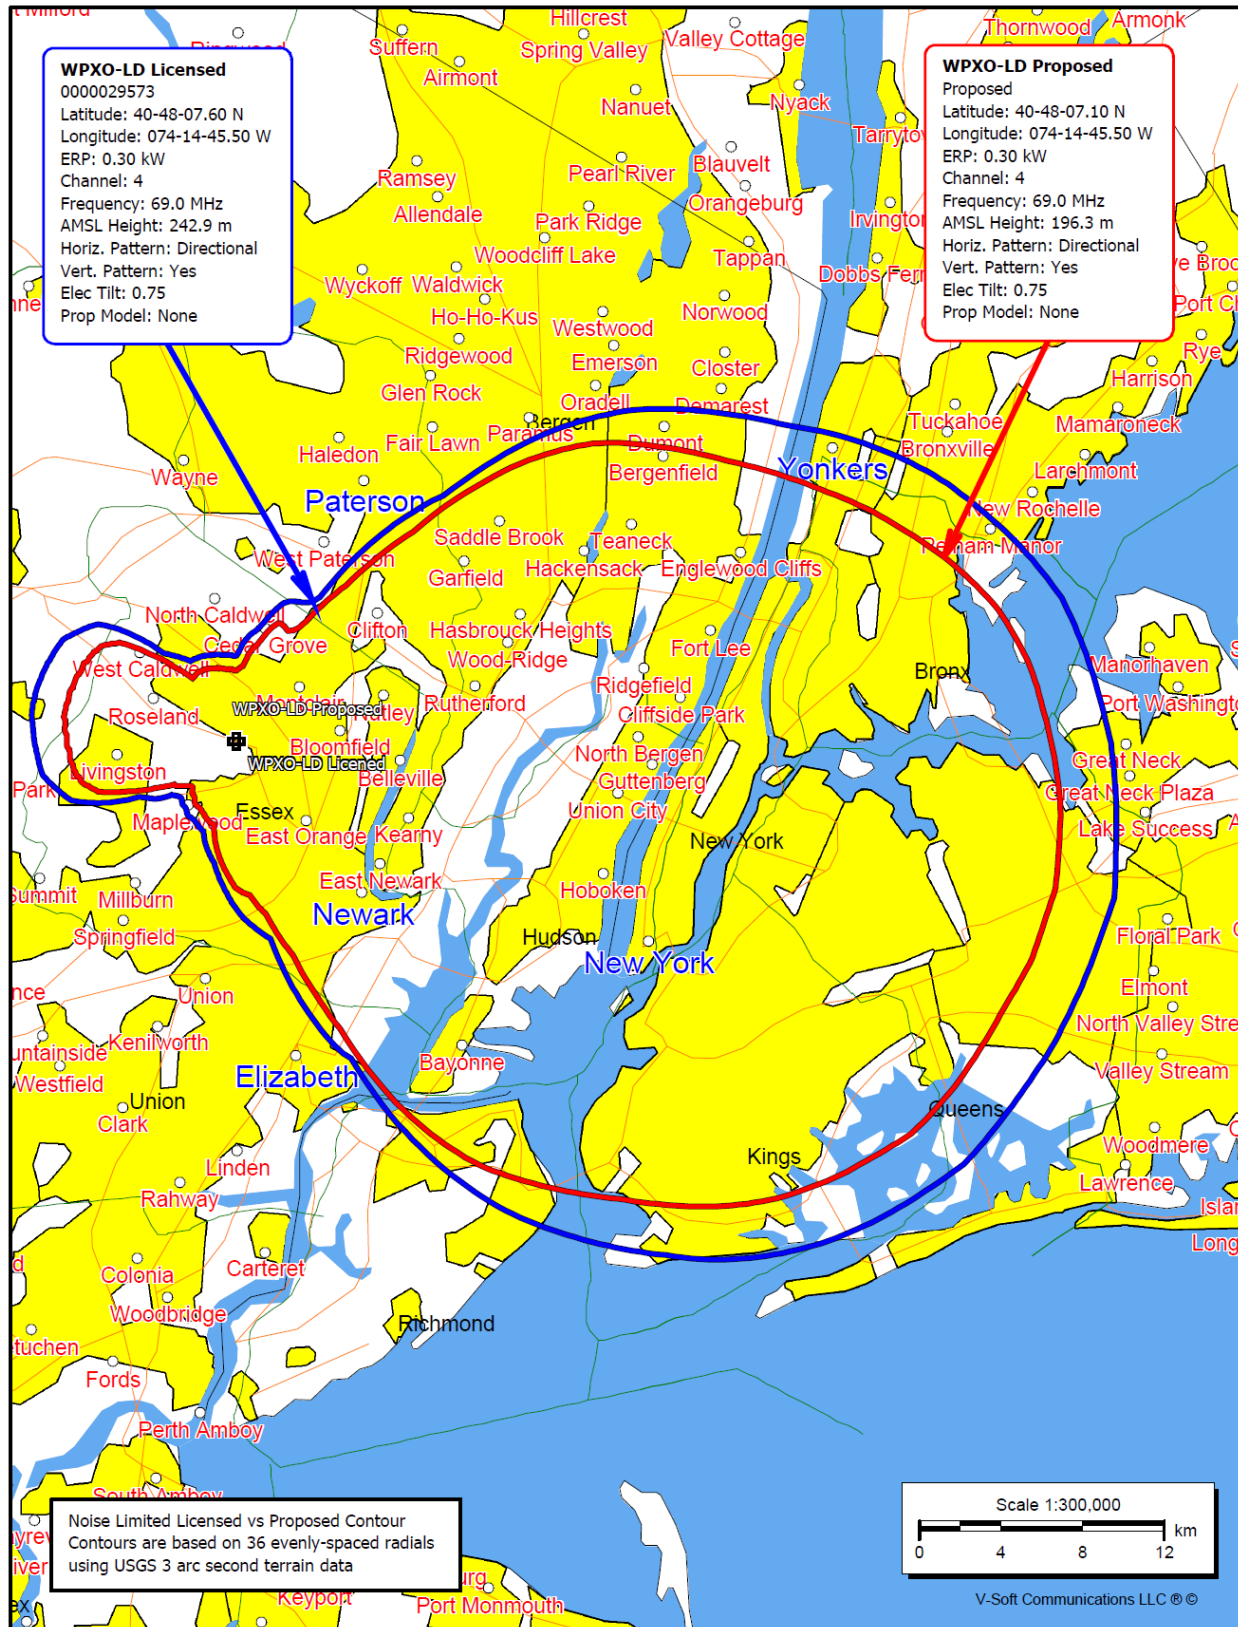 Hillcrest
Thornwood
Armonk
Suffern
Spring Valley
Valley Cottage
Airmont
WPXO-LD Licensed
0000029573
Latitude: 40-48-07.60 N
Longitude: 074-14-45.50 W
ERP: 0.30 kW
Channel: 4
Frequency: 69.0 MHz
AMSL Height: 242.9 m
Horiz. Pattern: Directional
Vert. Pattern: Yes
Elec Tilt: 0.75
Prop Model: None
WPXO-LD Proposed
Proposed
Latitude: 40-48-07.10 N
Longitude: 074-14-45.50 W
ERP: 0.30 kW
Channel: 4
Frequency: 69.0 MHz
AMSL Height: 196.3 m
Horiz. Pattern: Directional
Vert. Pattern: Yes
Elec Tilt: 0.75
Prop Model: None
Nanuet
Nyack
Blauvelt
Ramsey
Pearl River
Allendale
Orangeburg
Park Ridge
Woodcliff Lake
Tappan
Wyckoff
Waldwick
Ho-Ho-Kus
Westwood
Norwood
Ridgewood
Emerson
Closter
Rye
Harrison
Glen Rock
Oradell
Demarest
Tuckahoe
Mamaroneck
Bergen
Paramus
Fair Lawn
Dumont
Bronxville
Haledon
Bergenfield
Yonkers
Larchmont
Wayne
Paterson
New Rochelle
Saddle Brook
Teaneck
Pelham Manor
West Paterson
Garfield
Hackensack
Englewood Cliffs
North Caldwell
Cedar Grove
Clifton
Hasbrouck Heights
Wood-Ridge
Fort Lee
West Caldwell
Bronx
Manorhaven
Roseland
Montclair
Nutley
Rutherford
Ridgefield
Cliffside Park
Port Washingto
WPXO-LD Proposed
WPXO-LD Licened
Bloomfield
Belleville
North Bergen
Guttenberg
Great Neck
Livingston
Park
Great Neck Plaza
Union City
Maplewood
Essex
East Orange
Kearny
Lake Success
New York
East Newark
Summit
Millburn
Hoboken
Newark
Springfield
Hudson
New York
Floral Park
Union
Elmont
Kenilworth
North Valley Stre
untainside
Westfield
Elizabeth
Bayonne
Valley Stream
Union
Clark
Queens
Woodmere
Linden
Kings
Lawrence
Rahway
Colonia
Carteret
Woodbridge
Richmond
Fords
Perth Amboy
South Amboy
Noise Limited Licensed vs Proposed Contour
Contours are based on 36 evenly-spaced radials
using USGS 3 arc second terrain data
Keyport
Port Monmouth
Scale 1:300,000
km
0 4 8 12
V-Soft Communications LLC ® ©